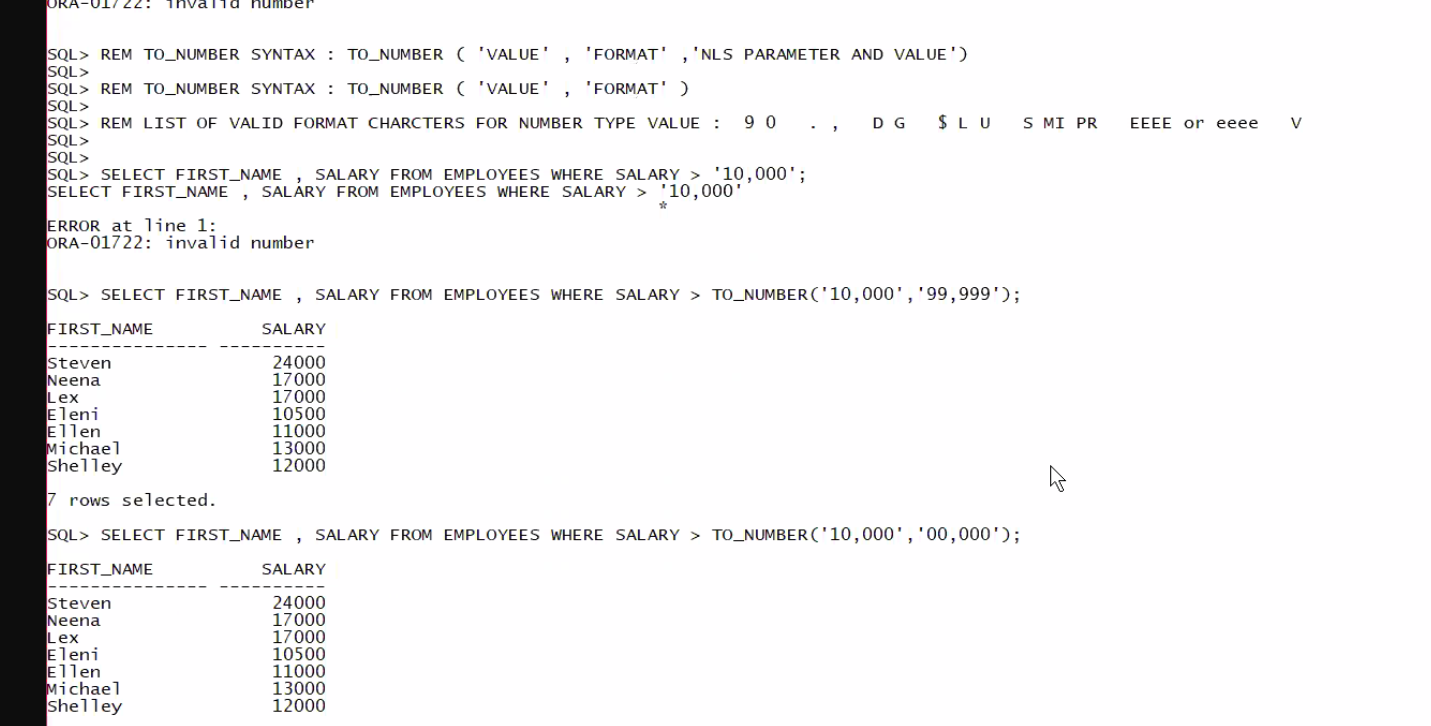 ORA-01722: invalid number
SQL> REM TO_NUMBER SYNTAX : TO_NUMBER ( 'VALUE' , 'FORMAT' ,'NLS PARAMETER AND VALUE')
SQL>
SQL> REM TO_NUMBER SYNTAX : TO_NUMBER ( 'VALUE' , 'FORMAT' )
SQL>
SQL> REM LIST OF VALID FORMAT CHARCTERS FOR NUMBER TYPE VALUE :  9 0   . ,   D G   $ L U   S MI PR   EEEE or eeee   V
SQL>
SQL>
SQL> SELECT FIRST_NAME , SALARY FROM EMPLOYEES WHERE SALARY > '10,000';
SELECT FIRST_NAME , SALARY FROM EMPLOYEES WHERE SALARY > '10,000'
*
ERROR at line 1:
ORA-01722: invalid number
SQL> SELECT FIRST_NAME , SALARY FROM EMPLOYEES WHERE SALARY > TO_NUMBER('10,000','99,999');
FIRST_NAME          SALARY
--------------- ----------
Steven               24000
Neena                17000
Lex                  17000
Eleni                10500
Ellen                11000
Michael              13000
Shelley              12000
7 rows selected.
SQL> SELECT FIRST_NAME , SALARY FROM EMPLOYEES WHERE SALARY > TO_NUMBER('10,000','00,000');
FIRST_NAME          SALARY
--------------- ----------
Steven               24000
Neena                17000
Lex                  17000
Eleni                10500
Ellen                11000
Michael              13000
Shelley              12000